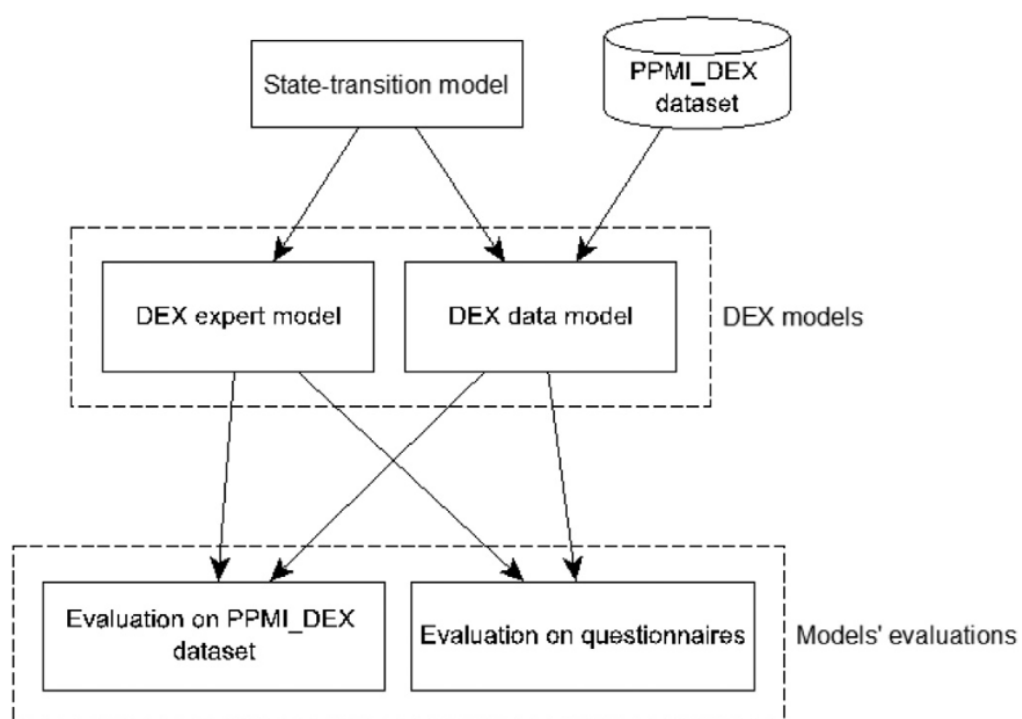 State-transition model
PPMI_DEX
dataset
DEX expert model
DEX data model
DEX models
Evaluation on PPMI_DEX
dataset
Evaluation on questionnaires
Models' evaluations